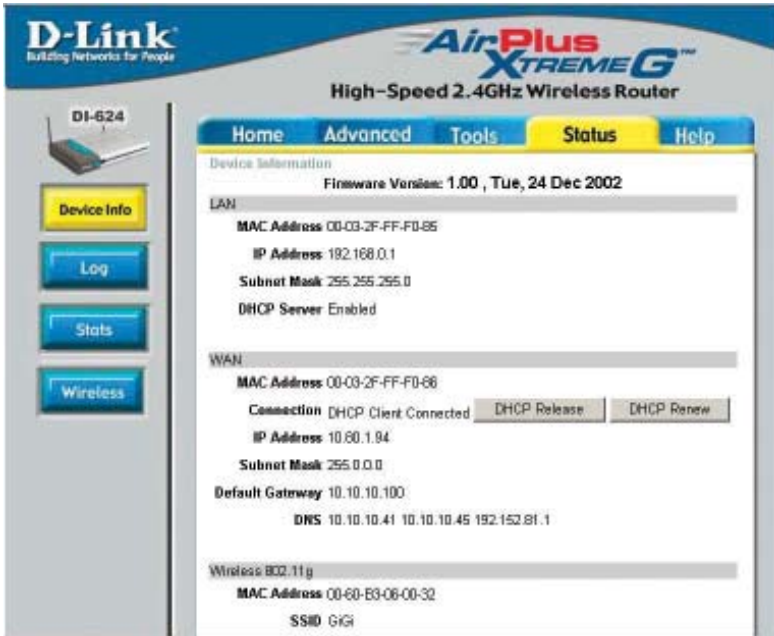 D-Link
Building Networks for People
AirPlus
XTREME G™
High-Speed 2.4GHz Wireless Router
DI-624
Home Advanced Tools Status Help
Device Info
Log
Stats
Wireless
Device Information
Firmware Version: 1.00 , Tue, 24 Dec 2002
LAN
MAC Address 00-03-2F-FF-F0-85
IP Address 192.168.0.1
Subnet Mask 255.255.255.0
DHCP Server Enabled
WAN
MAC Address 00-03-2F-FF-F0-86
Connection DHCP Client Connected DHCP Release DHCP Renew
IP Address 10.80.1.94
Subnet Mask 255.0.0.0
Default Gateway 10.10.10.100
DNS 10.10.10.41 10.10.10.45 192.152.81.1
Wireless 802.11g
MAC Address 00-60-B3-06-00-32
SSID GiGi